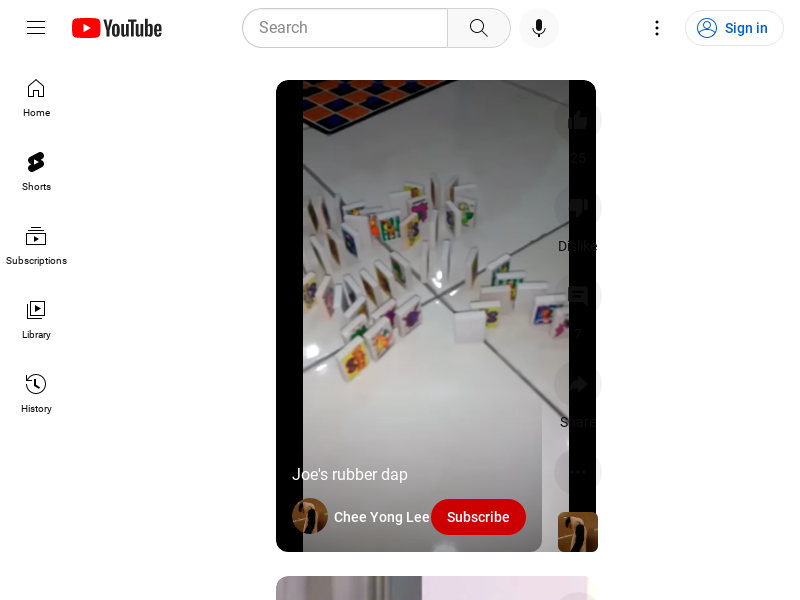 YouTube
Search
Sign in
Home
Shorts
Subscriptions
Library
History
25
Dislike
7
Share
Joe's rubber dap
Chee Yong Lee
Subscribe